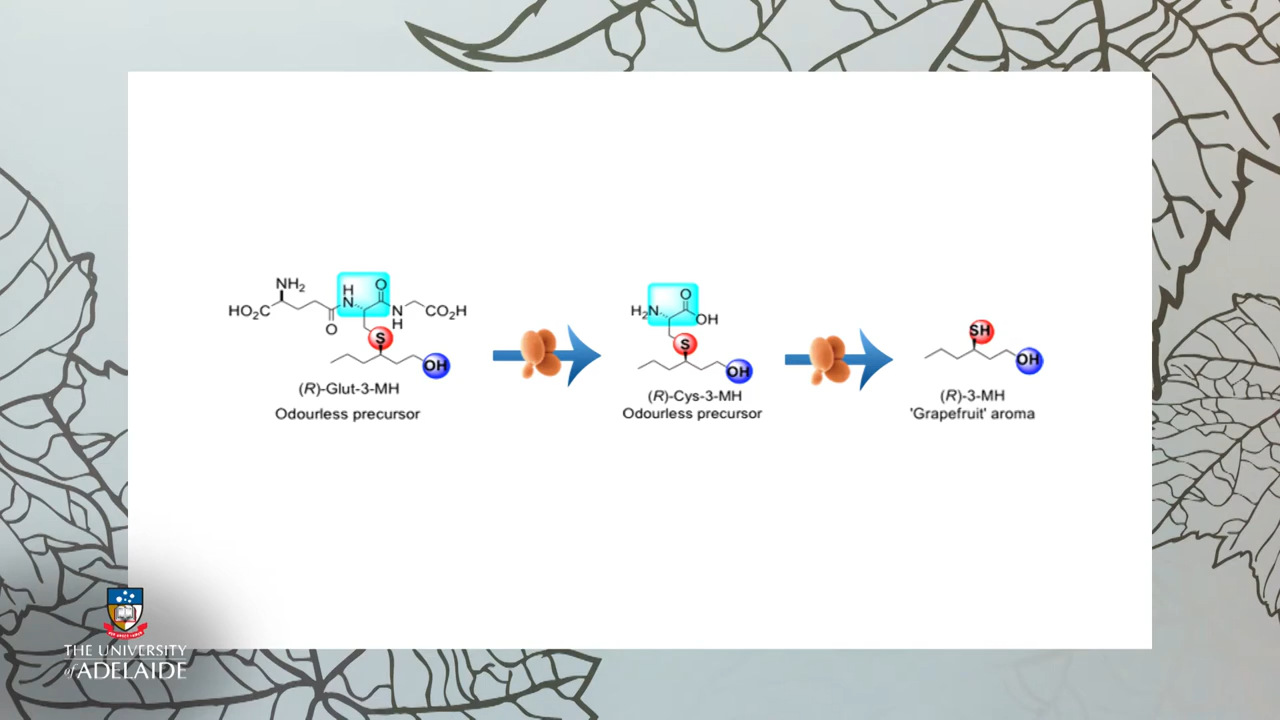 NH2
HO2C
O
H
N
O
N
H
CO2H
S
OH
(R)-Glut-3-MH
Odourless precursor
O
H2N
OH
S
OH
(R)-Cys-3-MH
Odourless precursor
SH
OH
(R)-3-MH
'Grapefruit' aroma
THE UNIVERSITY
of ADELAIDE